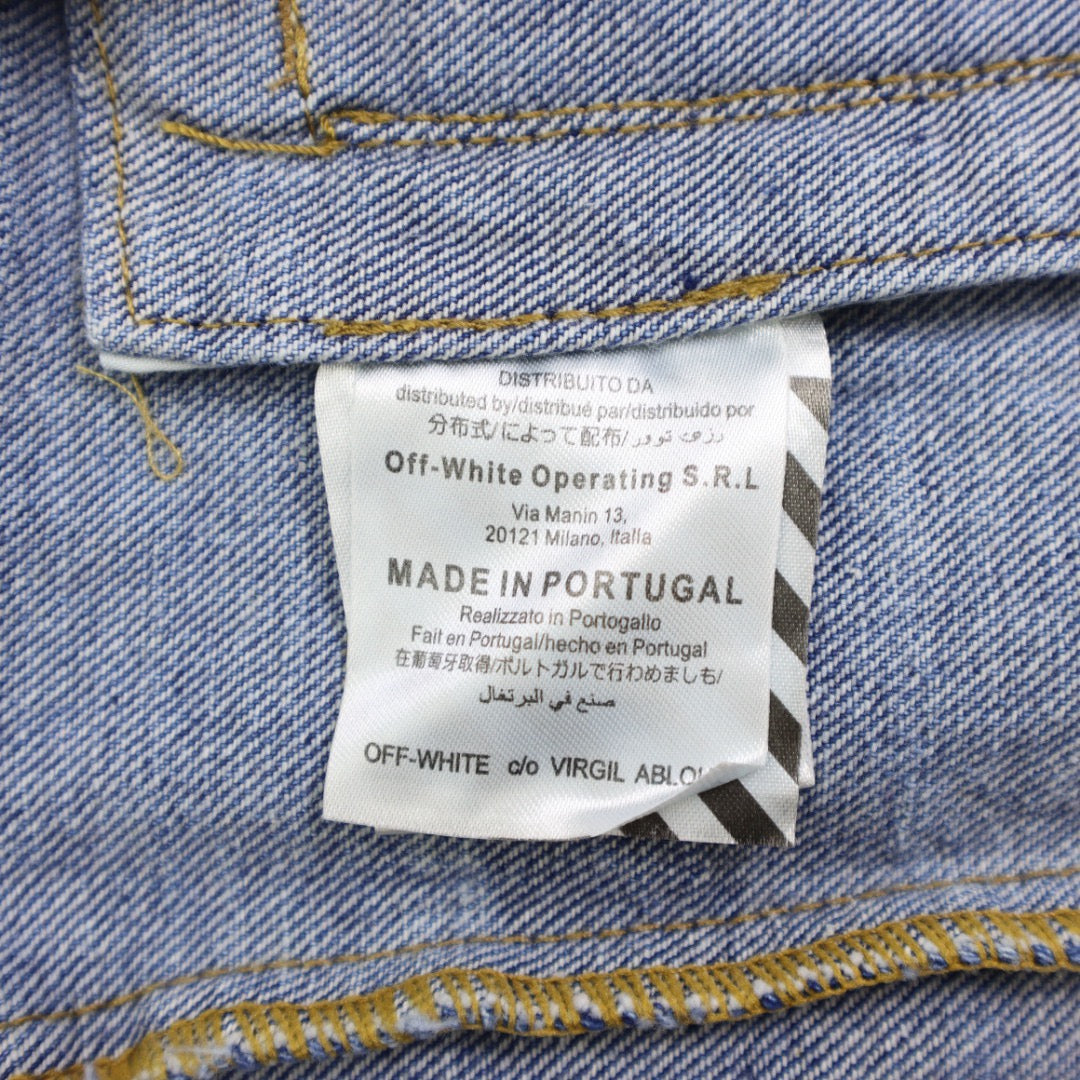 DISTRIBUITO DA
distributed by/distribué par/distribuido por
分布式/によって配布/
Off-White Operating S.R.L
Via Manin 13,
20121 Milano, Italia
MADE IN PORTUGAL
Realizzato in Portogallo
Fait en Portugal/hecho en Portugal
在葡萄牙取得/ポルトガルで行わめましも/
صنع في البرتغال
OFF-WHITE c/o VIRGIL